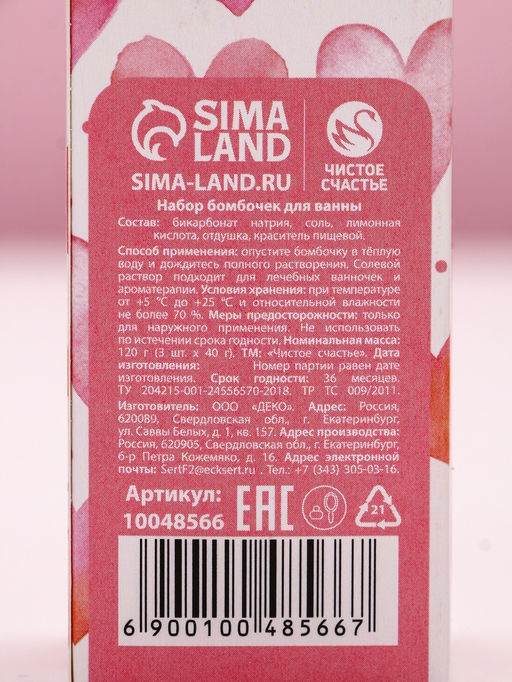 SIMA
LAND
SIMA-LAND.RU
ЧИСТОЕ
СЧАСТЬЕ
Набор бомбочек для ванны
Состав: бикарбонат натрия, соль, лимонная
кислота, отдушка, краситель пищевой.
Способ применения: опустите бомбочку в тёплую
воду и дождитесь полного растворения. Солевой
раствор подходит для лечебных ванночек и
ароматерапии. Условия хранения: при температуре
от +5 °С до +25 °С и относительной влажности
не более 70 %. Меры предосторожности: только
для наружного применения. Не использовать
по истечении срока годности. Номинальная масса:
120 г (3 шт. х 40 г). ТМ: «Чистое счастье». Дата
изготовления: Номер партии равен дате
изготовления. Срок годности: 36 месяцев.
ТУ 204215-001-24556570-2018. ТР ТС 009/2011.
Изготовитель: ООО «ДЕКО». Адрес: Россия,
620089, Свердловская обл., г. Екатеринбург,
ул. Саввы Белых, д. 1, кв. 157. Адрес производства:
Россия, 620905, Свердловская обл., г. Екатеринбург,
б-р Петра Кожемяко, д. 16. Адрес электронной
почты: SertF2@ecksert.ru . Тел.: +7 (343) 305-03-16.
Артикул:
10048566
EAC
21
6 900100 485667